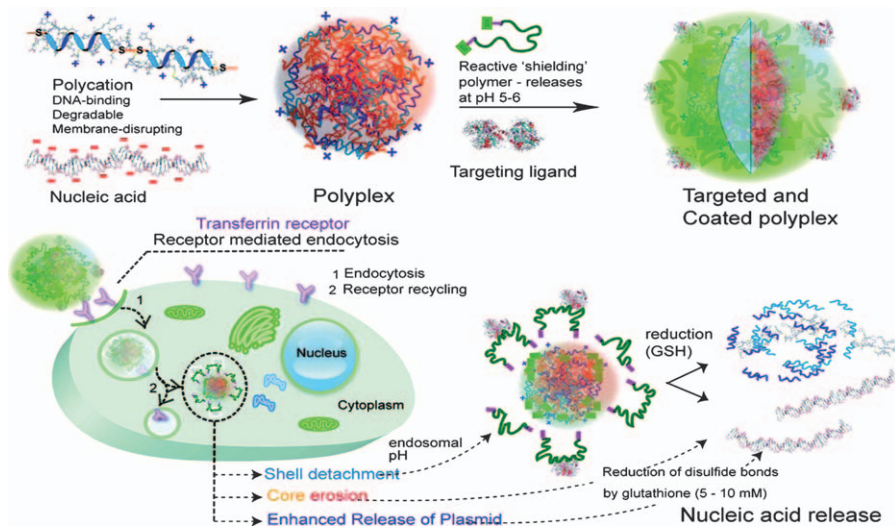 S
S
S
S
Polycation
DNA-binding
Degradable
Membrane-disrupting
Nucleic acid
Polyplex
Reactive 'shielding'
polymer - releases
at pH 5-6
Targeting ligand
Targeted and
Coated polyplex
Transferrin receptor
Receptor mediated endocytosis
1 Endocytosis
2 Receptor recycling
1
2
Nucleus
Cytoplasm
endosomal
pH
reduction
(GSH)
Shell detachment
Core erosion
Enhanced Release of Plasmid
Reduction of disulfide bonds
by glutathione (5 - 10 mM)
Nucleic acid release